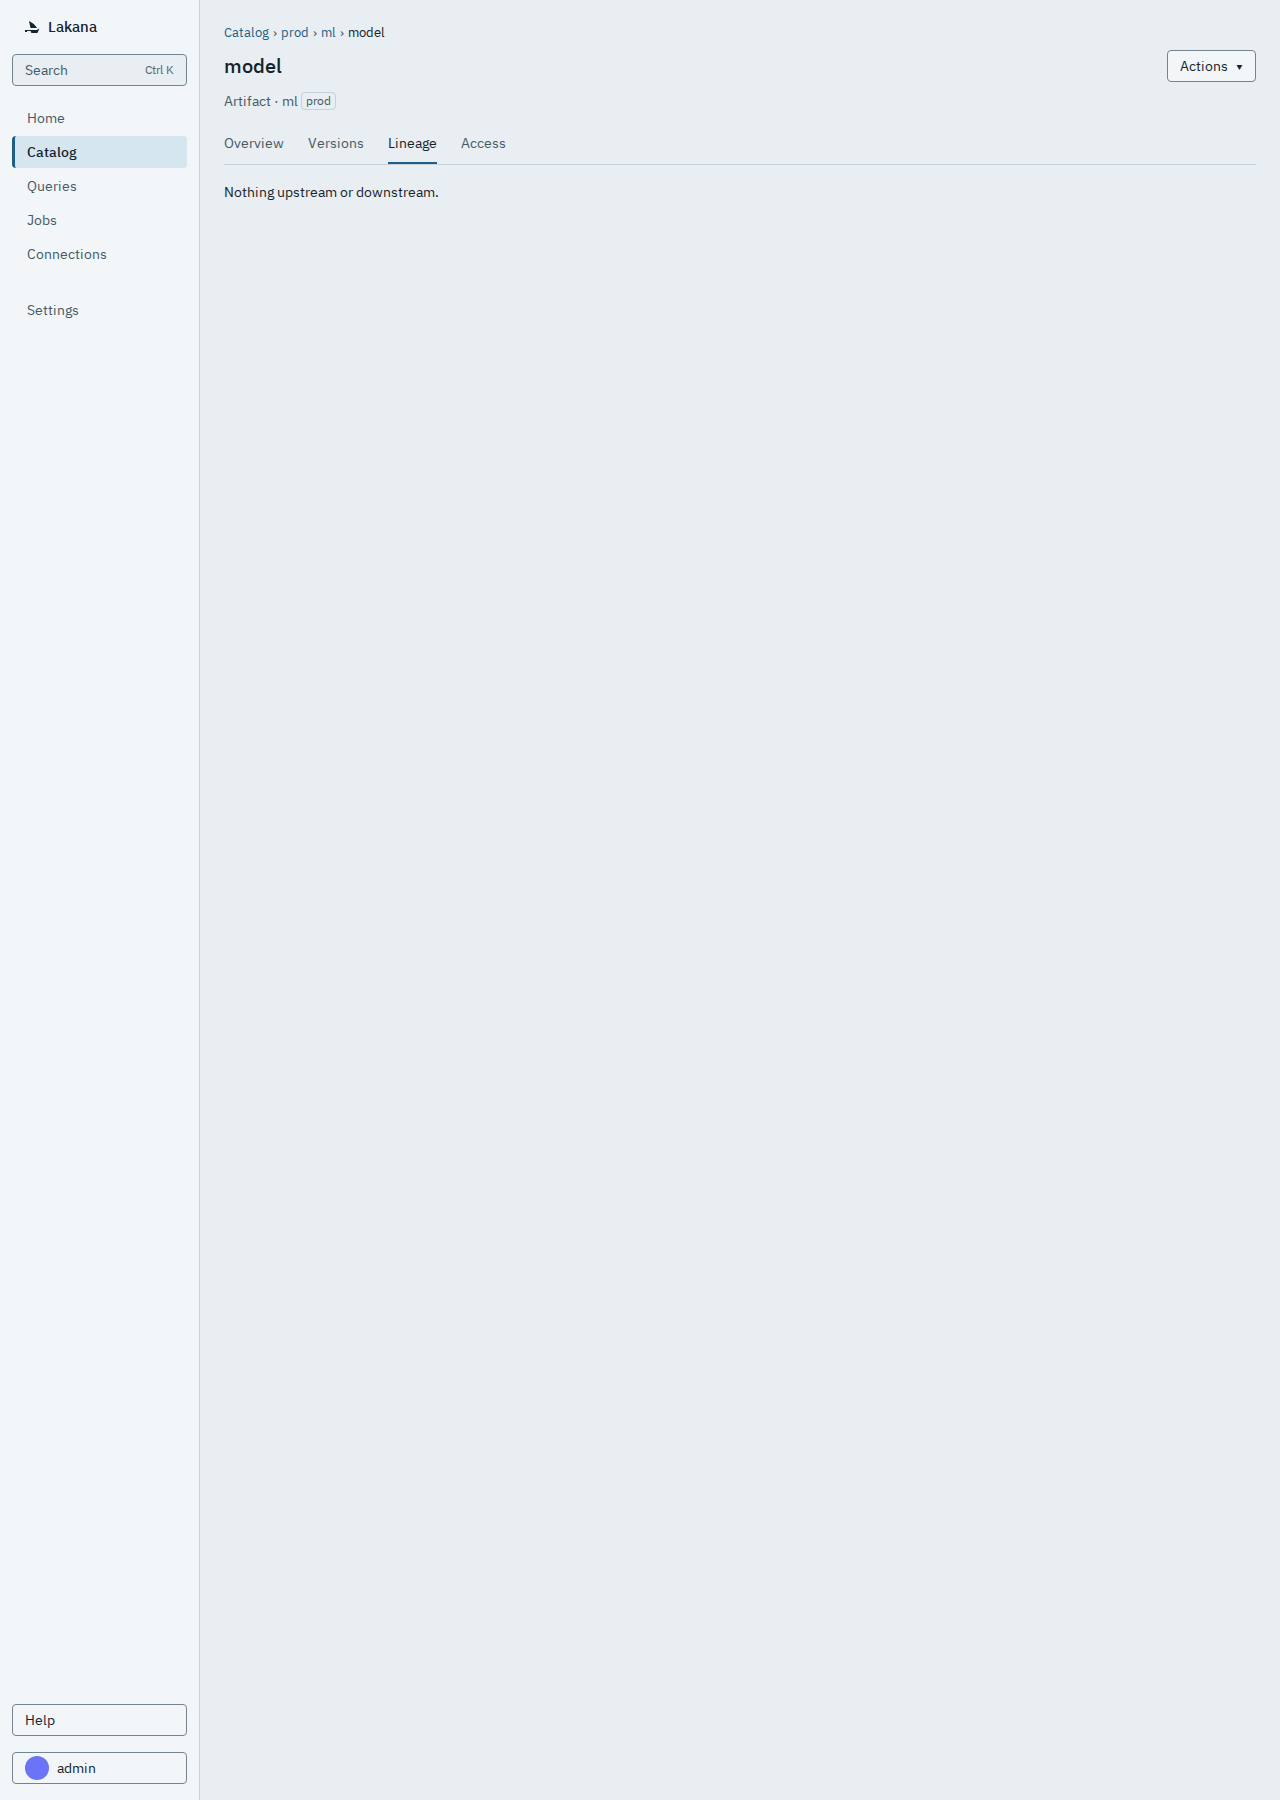 Lakana
Search Ctrl K
Home
Catalog
Queries
Jobs
Connections
Settings
Help
admin
Catalog › prod › ml › model
model
Actions ▾
Artifact · ml prod
Overview Versions Lineage Access
Nothing upstream or downstream.